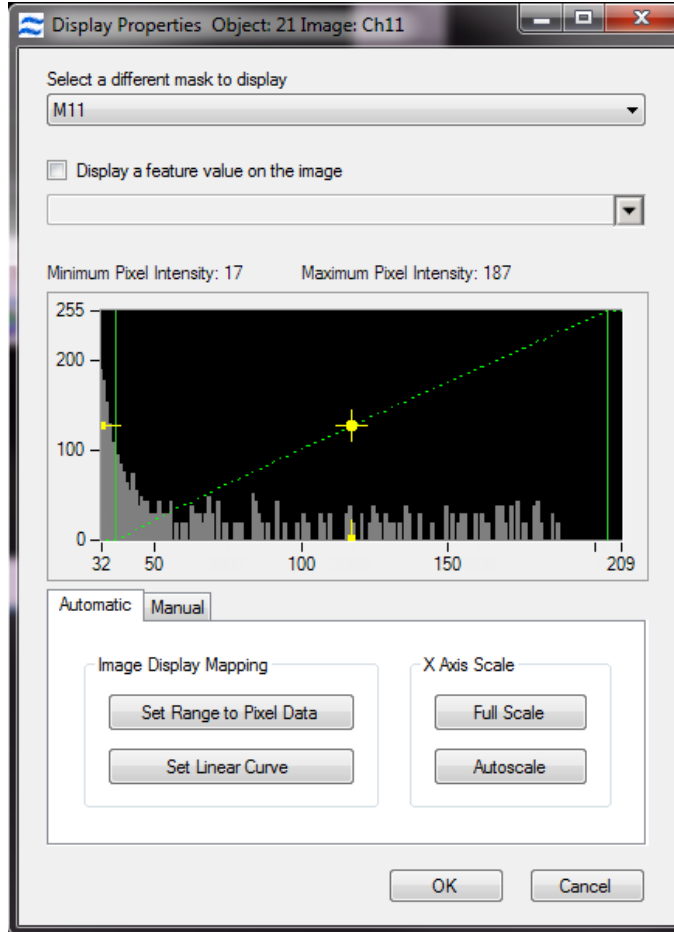 Display Properties Object: 21 Image: Ch11
Select a different mask to display
M11
Display a feature value on the image
Minimum Pixel Intensity: 17 Maximum Pixel Intensity: 187
255
200
100
0
32 50 100 150 209
Automatic Manual
Image Display Mapping X Axis Scale
Set Range to Pixel Data Full Scale
Set Linear Curve Autoscale
OK Cancel